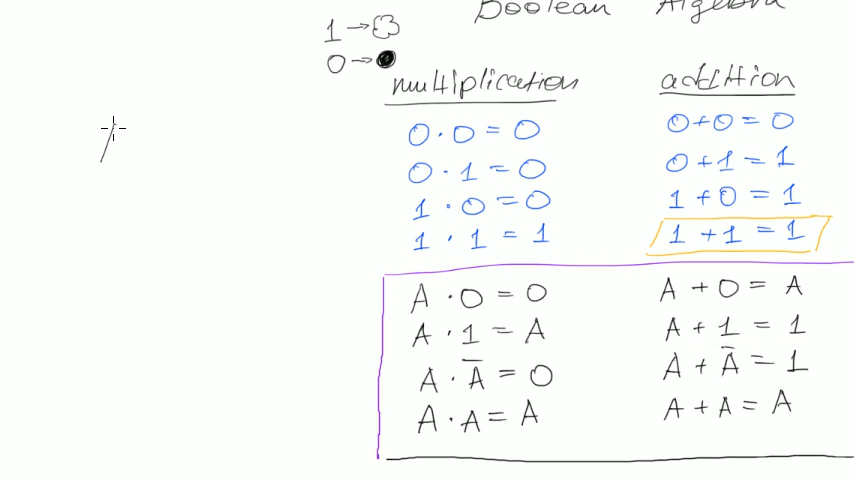 Boolean Algebra
1 →
0 →
multiplication
addition
0 · 0 = 0
0 + 0 = 0
0 · 1 = 0
0 + 1 = 1
1 · 0 = 0
1 + 0 = 1
1 · 1 = 1
1 + 1 = 1
A · 0 = 0
A + 0 = A
A · 1 = A
A + 1 = 1
A · Ā = 0
A + Ā = 1
A · A = A
A + A = A